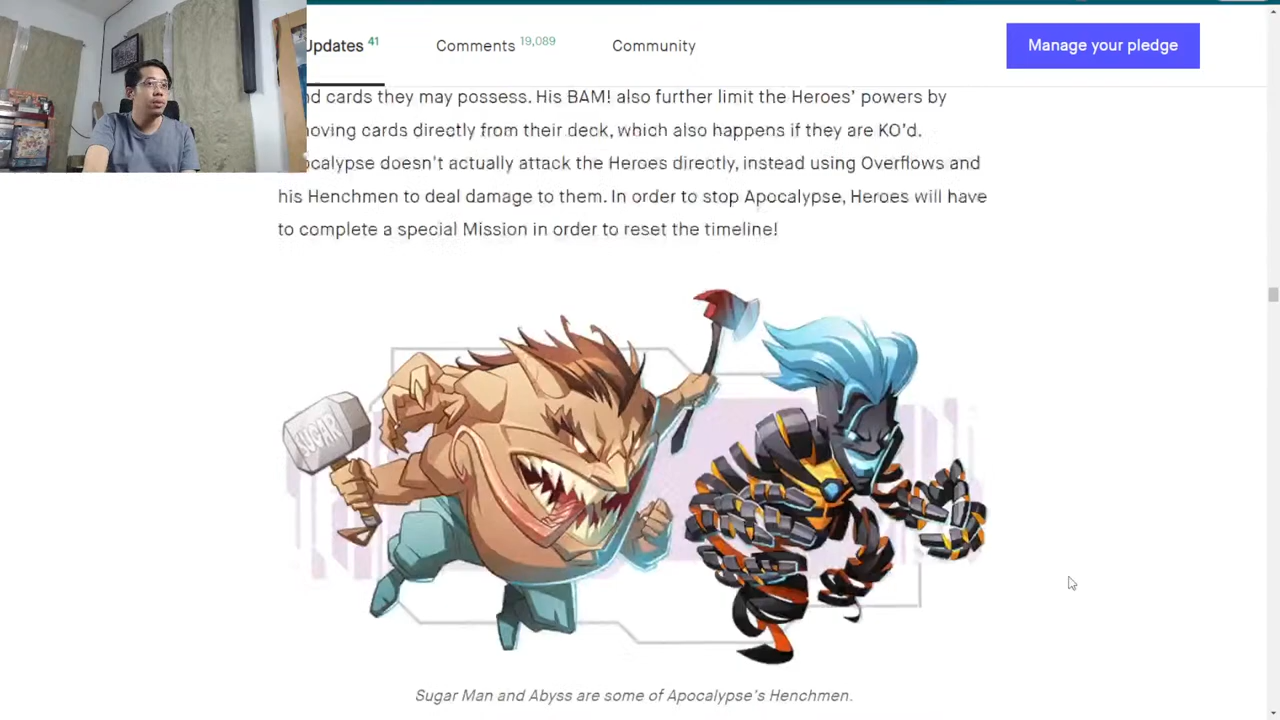 Updates 41
Comments 19,089
Community
Manage your pledge
cards they may possess. His BAM! also further limit the Heroes’ powers by
cards directly from their deck, which also happens if they are KO’d.
doesn't actually attack the Heroes directly, instead using Overflows and
his Henchmen to deal damage to them. In order to stop Apocalypse, Heroes will have
to complete a special Mission in order to reset the timeline!
SUGAR
Sugar Man and Abyss are some of Apocalypse’s Henchmen.